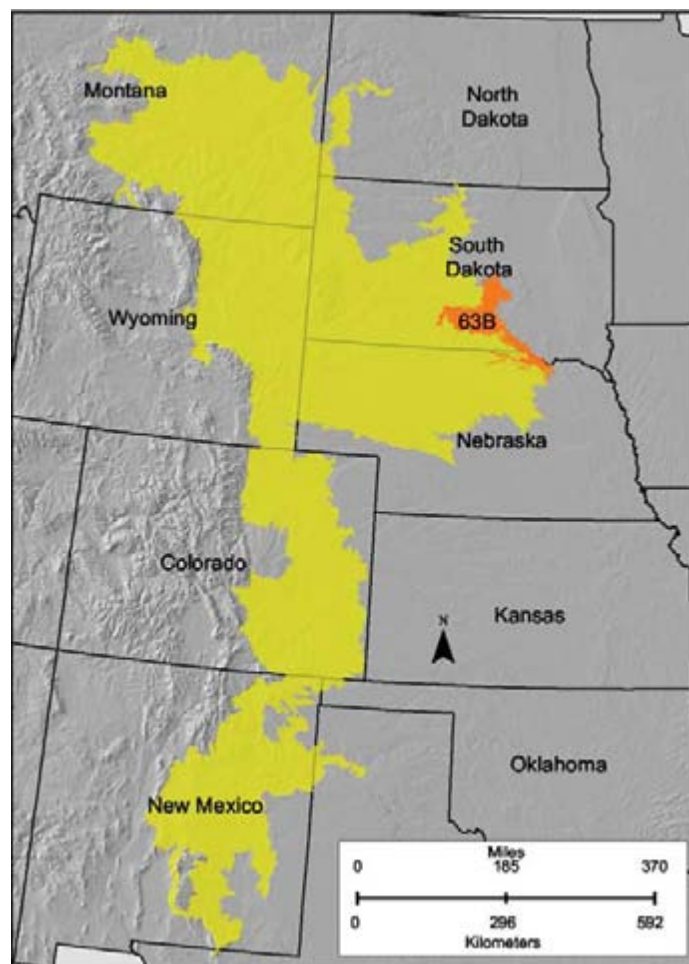 Montana
North
Dakota
South
Dakota
63B
Wyoming
Nebraska
Colorado
N
Kansas
Oklahoma
New Mexico
Miles
0 185 370
0 296 592
Kilometers